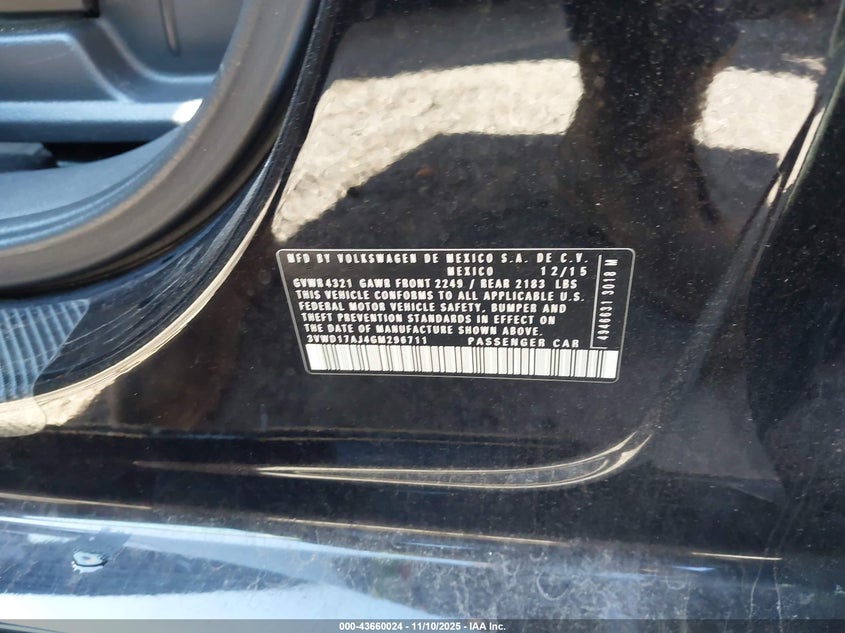 MFD BY VOLKSWAGEN DE MEXICO S.A. DE C.V.
MEXICO 12/15
GVWR 4321 GAWR FRONT 2249 / REAR 2183 LBS
THIS VEHICLE CONFORMS TO ALL APPLICABLE U.S.
FEDERAL MOTOR VEHICLE SAFETY, BUMPER AND
THEFT PREVENTION STANDARDS IN EFFECT ON
THE DATE OF MANUFACTURE SHOWN ABOVE.
3VWD17AJ4GM296711 PASSENGER CAR
4946031 3018 M
000-43660024 - 11/10/2025 - IAA Inc.